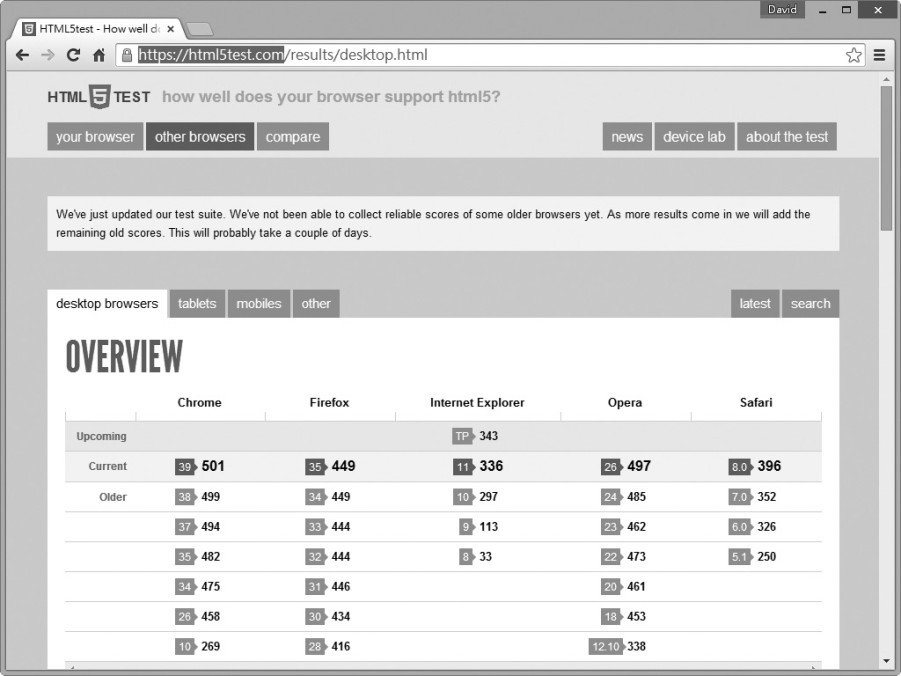 David
HTML5test - How well d
https://html5test.com/results/desktop.html
HTML 5 TEST how well does your browser support html5?
your browser other browsers compare news device lab about the test
We've just updated our test suite. We've not been able to collect reliable scores of some older browsers yet. As more results come in we will add the
remaining old scores. This will probably take a couple of days.
desktop browsers tablets mobiles other latest search
OVERVIEW
Chrome Firefox Internet Explorer Opera Safari
Upcoming TP 343
Current 39 501 35 449 11 336 26 497 8.0 396
Older 38 499 34 449 10 297 24 485 7.0 352
37 494 33 444 9 113 23 462 6.0 326
35 482 32 444 8 33 22 473 5.1 250
34 475 31 446 20 461
26 458 30 434 18 453
10 269 28 416 12.10 338